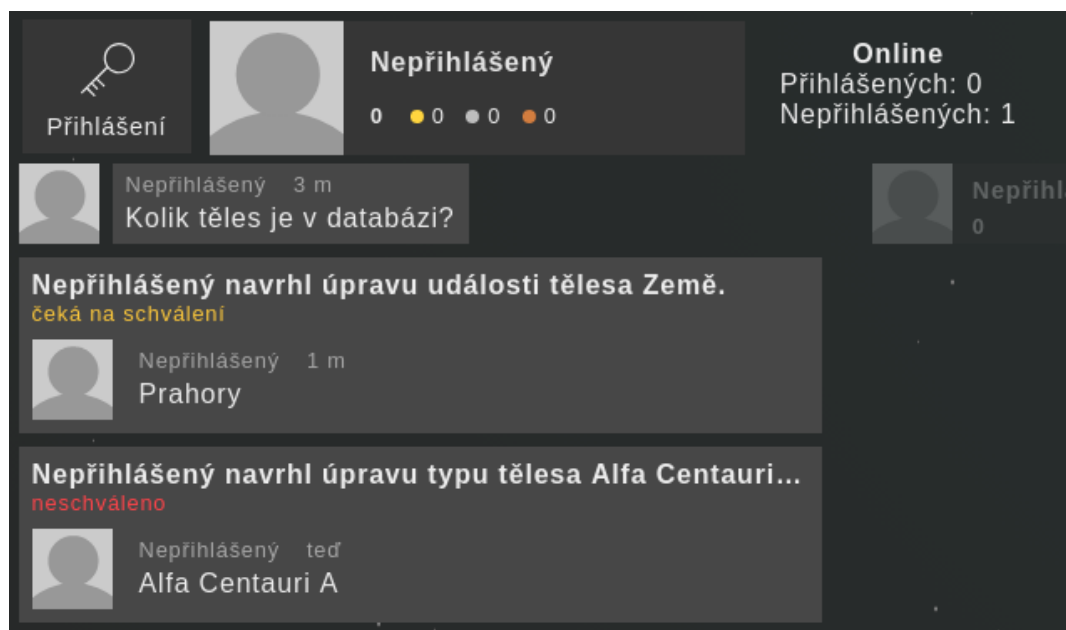 Přihlášení
Nepřihlášený
0 0 0 0
Online
Přihlášených: 0
Nepřihlášených: 1
Nepřihlášený 3 m
Kolik těles je v databázi?
Nepřihl
0
Nepřihlášený navrhl úpravu události tělesa Země.
čeká na schválení
Nepřihlášený 1 m
Prahory
Nepřihlášený navrhl úpravu typu tělesa Alfa Centauri...
neschváleno
Nepřihlášený teď
Alfa Centauri A